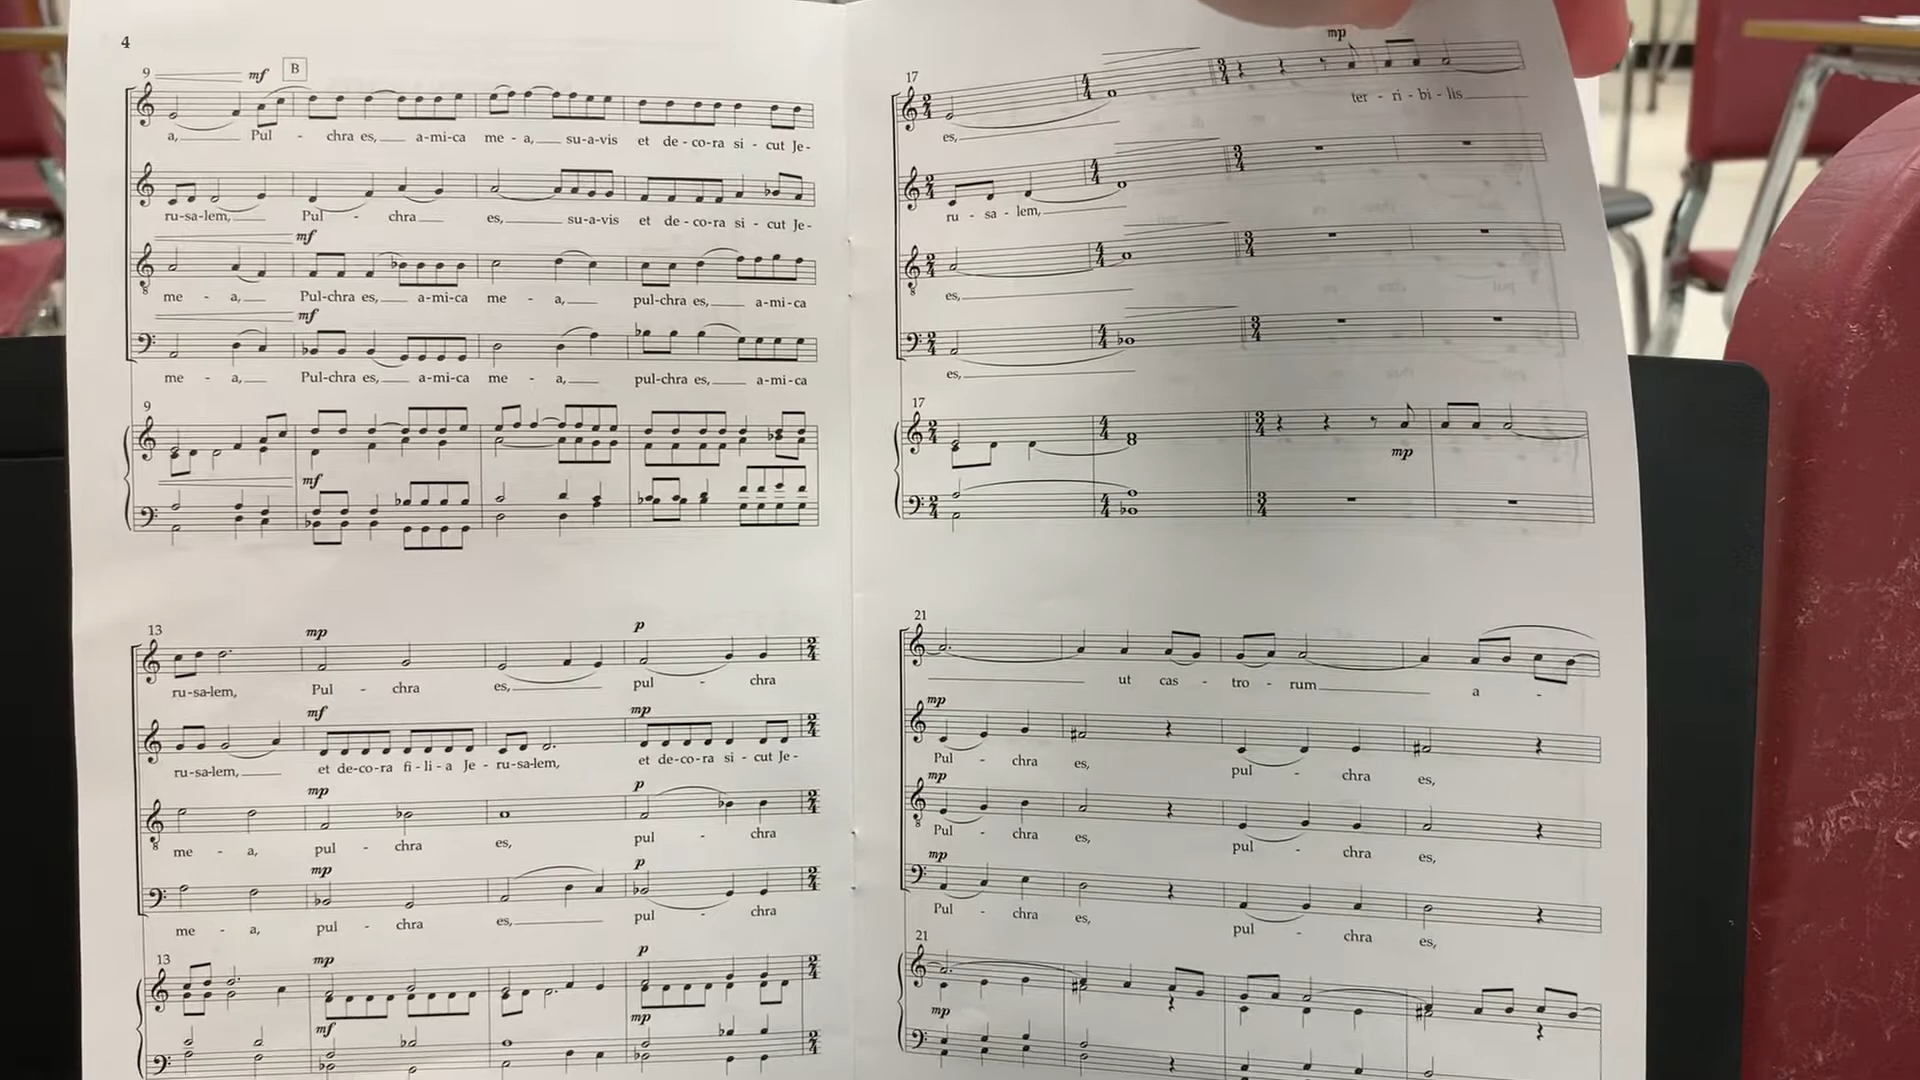 4
9 mf B
a, Pul - chra es, a-mi-ca me - a, su-a-vis et de-co-ra si - cut Je-
ru-sa-lem, Pul - chra es, su-a-vis et de-co-ra si - cut Je-
mf
me - a, Pul-chra es, a-mi-ca me - a, pul-chra es, a-mi-ca
mf
me - a, Pul-chra es, a-mi-ca me - a, pul-chra es, a-mi-ca
9
mf
13 mp p
ru-sa-lem, Pul - chra es, pul - chra
mf mp
ru-sa-lem, et de-co-ra fi-li-a Je - ru-sa-lem, et de-co-ra si - cut Je-
mp p
me - a, pul - chra es, pul - chra
mp p
me - a, pul - chra es, pul - chra
13 mp p
mf mp
17 mp
es, ter - ri - bi - lis
ru - sa - lem,
es,
es,
17
mp
21
ut cas - tro - rum a -
mp
Pul - chra es, pul - chra es,
mp
Pul - chra es, pul - chra es,
mp
Pul - chra es, pul - chra es,
21
mp